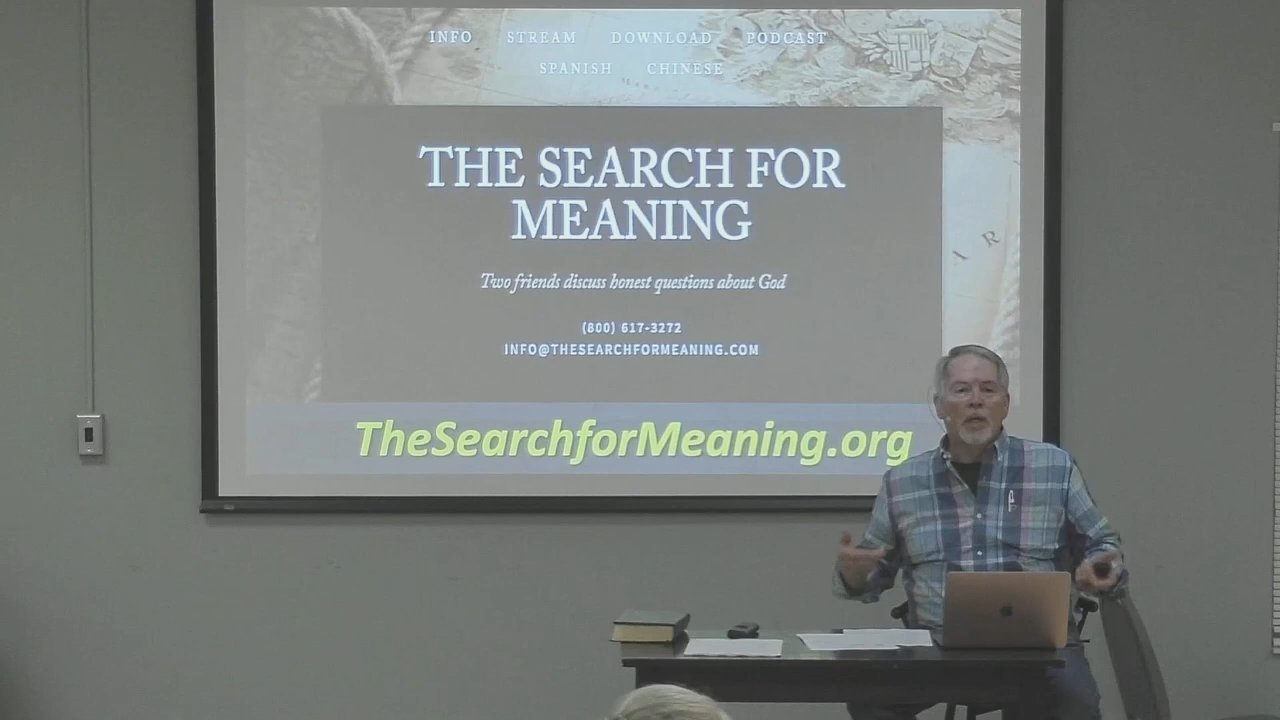 INFO STREAM DOWNLOAD PODCAST
SPANISH CHINESE
THE SEARCH FOR
MEANING
Two friends discuss honest questions about God
(800) 617-3272
INFO@THESEARCHFORMEANING.COM
TheSearchforMeaning.org
I R